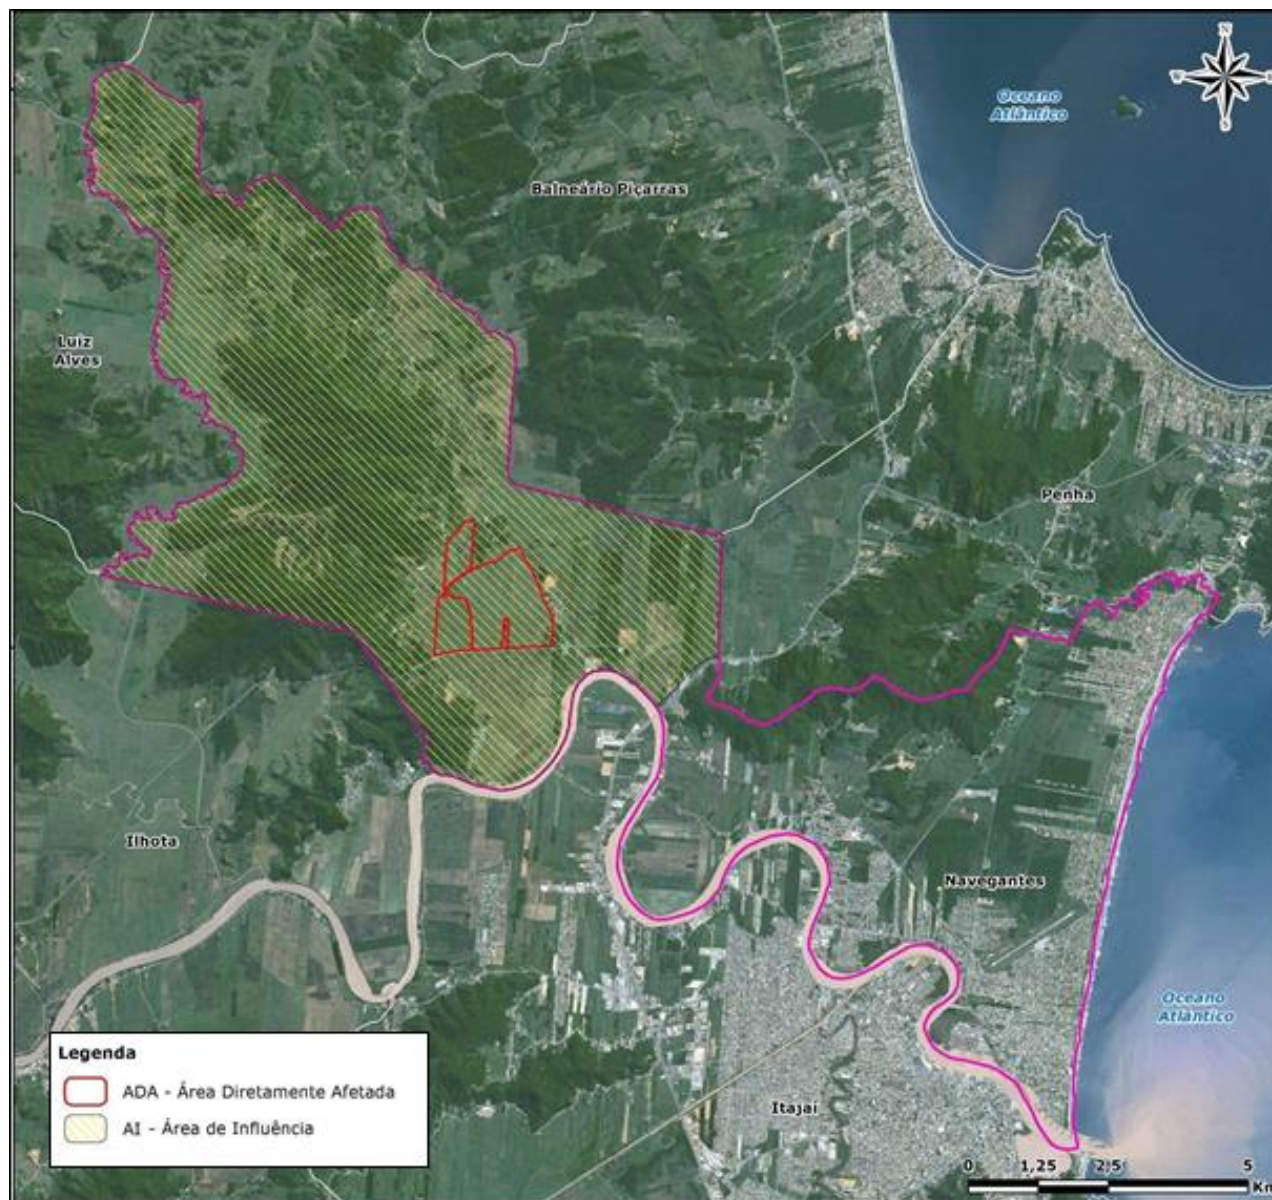 N
W
S
Oceano
Atlântico
Balneário Piçarras
Luiz
Alves
Penha
Ilhota
Navegantes
Oceano
Atlântico
Legenda
ADA - Área Diretamente Afetada
AI - Área de Influência
Itajaí
0 1,25 2,5 5
Km